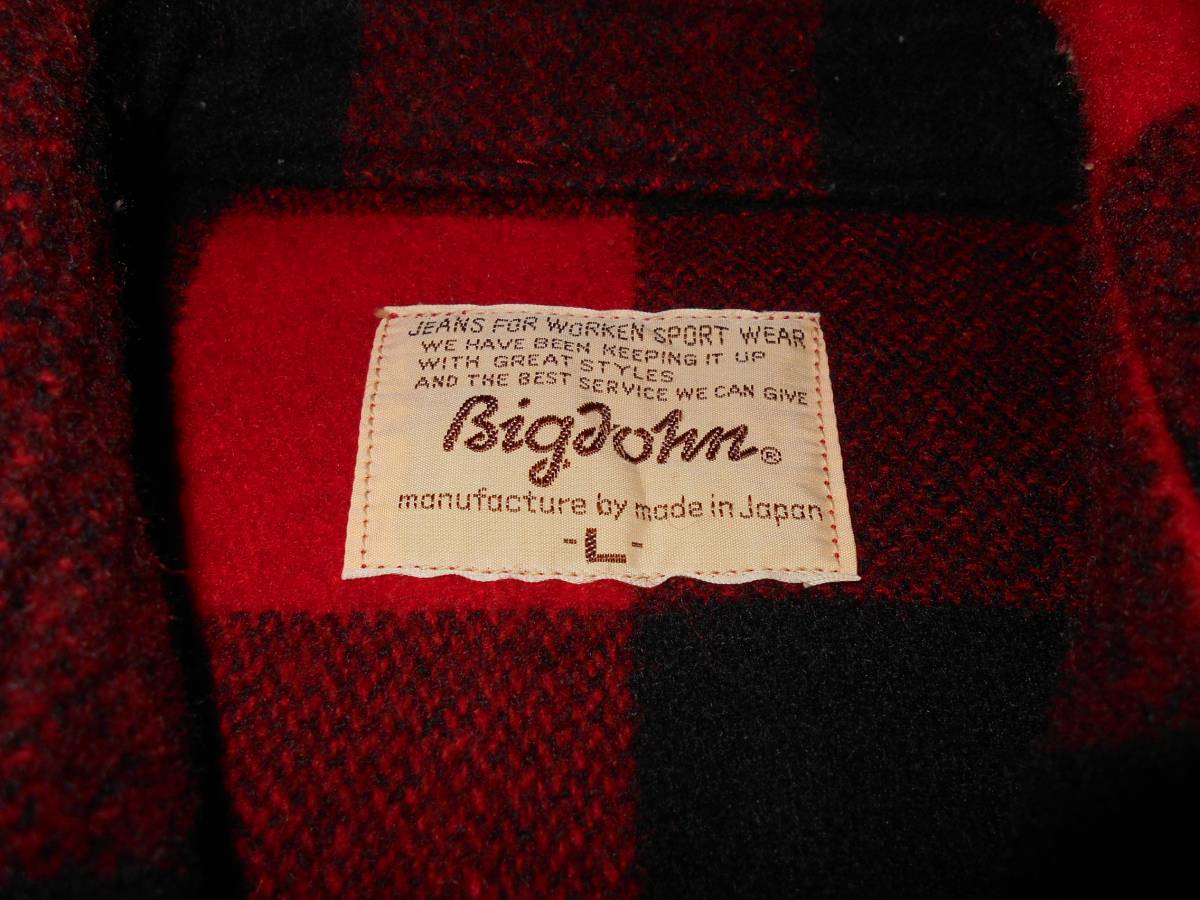 JEANS FOR WORKEN SPORT WEAR
WE HAVE BEEN KEEPING IT UP
WITH GREAT STYLES
AND THE BEST SERVICE WE CAN GIVE
BigJohn®
manufacture by made in Japan
-L-